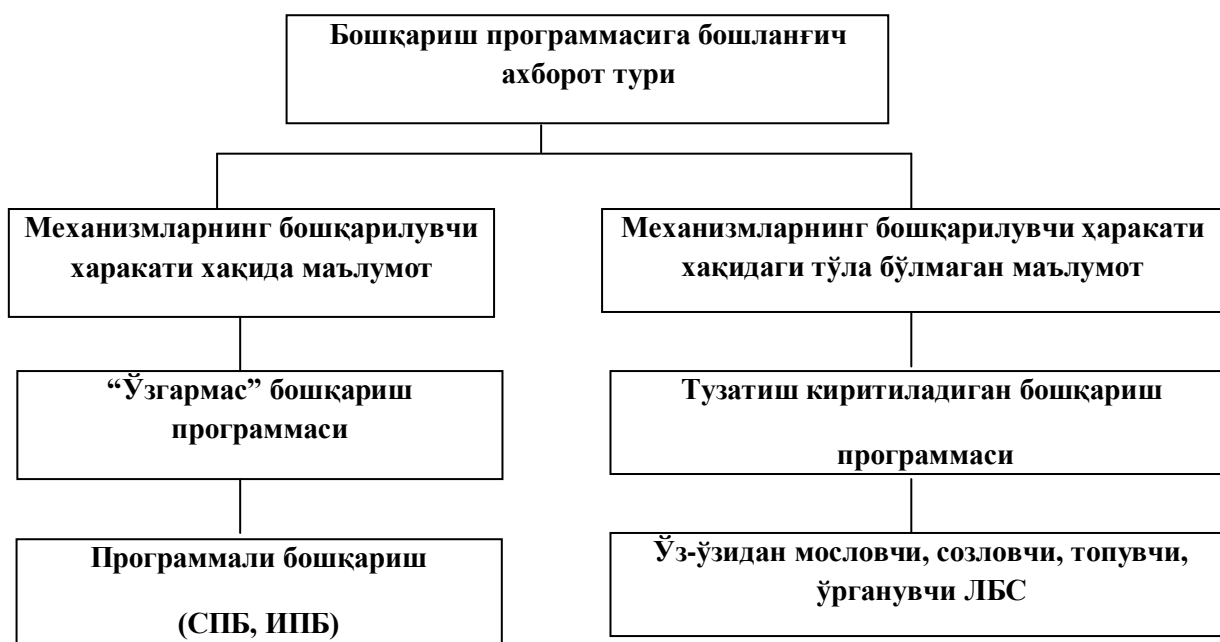 Бошқариш программасига бошланғич
ахборот тури
Механизмларнинг бошқарилувчи
харакати хақида маълумот
Механизмларнинг бошқарилувчи ҳаракати
хақидаги тўла бўлмаган маълумот
“Ўзгармас” бошқариш
программаси
Тузатиш киритиладиган бошқариш
программаси
Программали бошқариш
(СПБ, ИПБ)
Ўз-ўзидан мословчи, созловчи, топувчи,
ўрганувчи ЛБС